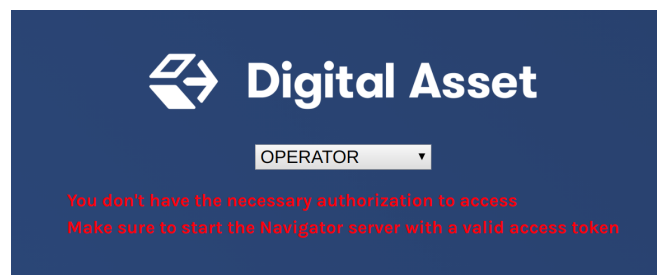 Digital Asset
OPERATOR
You don't have the necessary authorization to access
Make sure to start the Navigator server with a valid access token